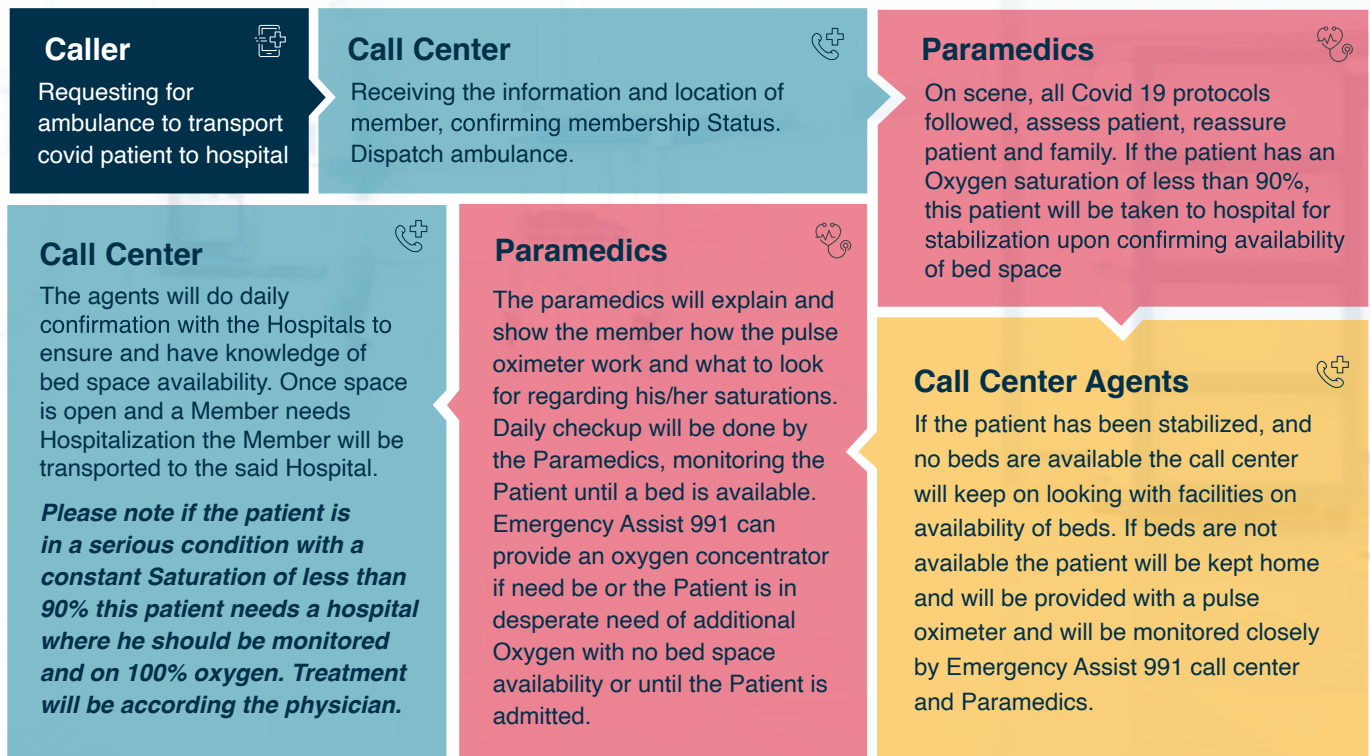 Caller
Requesting for
ambulance to transport
covid patient to hospital
Call Center
Receiving the information and location of
member, confirming membership Status.
Dispatch ambulance.
Paramedics
On scene, all Covid 19 protocols
followed, assess patient, reassure
patient and family. If the patient has an
Oxygen saturation of less than 90%,
this patient will be taken to hospital for
stabilization upon confirming availability
of bed space
Call Center Agents
If the patient has been stabilized, and
no beds are available the call center
will keep on looking with facilities on
availability of beds. If beds are not
available the patient will be kept home
and will be provided with a pulse
oximeter and will be monitored closely
by Emergency Assist 991 call center
and Paramedics.
Paramedics
The paramedics will explain and
show the member how the pulse
oximeter work and what to look
for regarding his/her saturations.
Daily checkup will be done by
the Paramedics, monitoring the
Patient until a bed is available.
Emergency Assist 991 can
provide an oxygen concentrator
if need be or the Patient is in
desperate need of additional
Oxygen with no bed space
availability or until the Patient is
admitted.
Call Center
The agents will do daily
confirmation with the Hospitals to
ensure and have knowledge of
bed space availability. Once space
is open and a Member needs
Hospitalization the Member will be
transported to the said Hospital.
Please note if the patient is
in a serious condition with a
constant Saturation of less than
90% this patient needs a hospital
where he should be monitored
and on 100% oxygen. Treatment
will be according the physician.